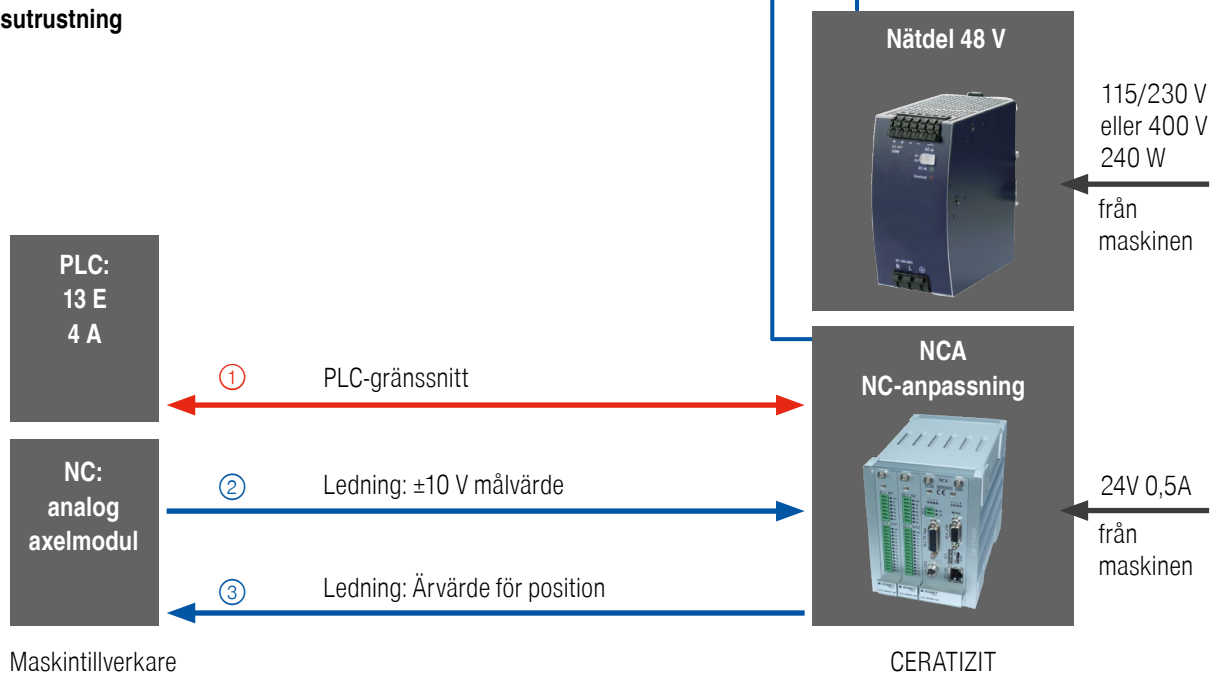 sutrustning
Nätdel 48 V
115/230 V
eller 400 V
240 W
från
maskinen
PLC:
13 E
4 A
① PLC-gränssnitt
NCA
NC-anpassning
NC:
analog
axelmodul
② Ledning: ±10 V målvärde
③ Ledning: Ärvärde för position
24V 0,5A
från
maskinen
Maskintillverkare
CERATIZIT